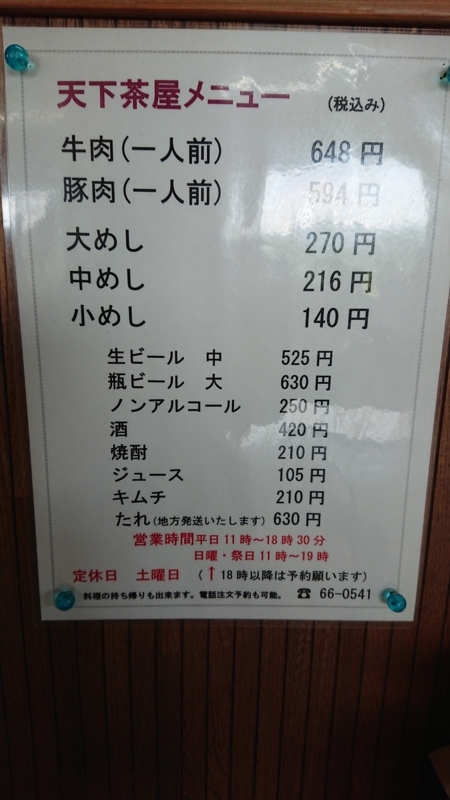 天下茶屋メニュー (税込み)
牛肉(一人前) 648円
豚肉(一人前) 594円
大めし 270円
中めし 216円
小めし 140円
生ビール 中 525円
瓶ビール 大 630円
ノンアルコール 250円
酒 420円
焼酎 210円
ジュース 105円
キムチ 210円
たれ(地方発送いたします) 630円
営業時間平日11時～18時30分
日曜・祭日11時～19時
定休日 土曜日 (↑18時以降は予約願います)
料理の持ち帰りも出来ます。電話注文予約も可能。 ☎ 66-0541